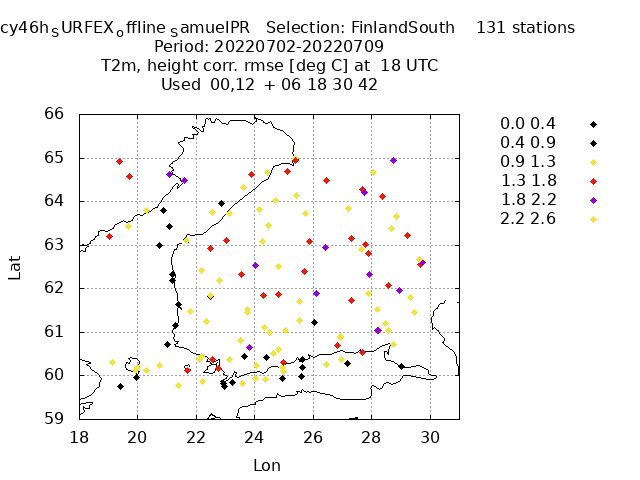 cy46h_SURFEX_offline_SamuelPR Selection: FinlandSouth 131 stations
Period: 20220702-20220709
T2m, height corr. rmse [deg C] at 18 UTC
Used 00,12 + 06 18 30 42
66
65
64
63
62
61
60
59
Lat
18 20 22 24 26 28 30
Lon
0.0 0.4
0.4 0.9
0.9 1.3
1.3 1.8
1.8 2.2
2.2 2.6